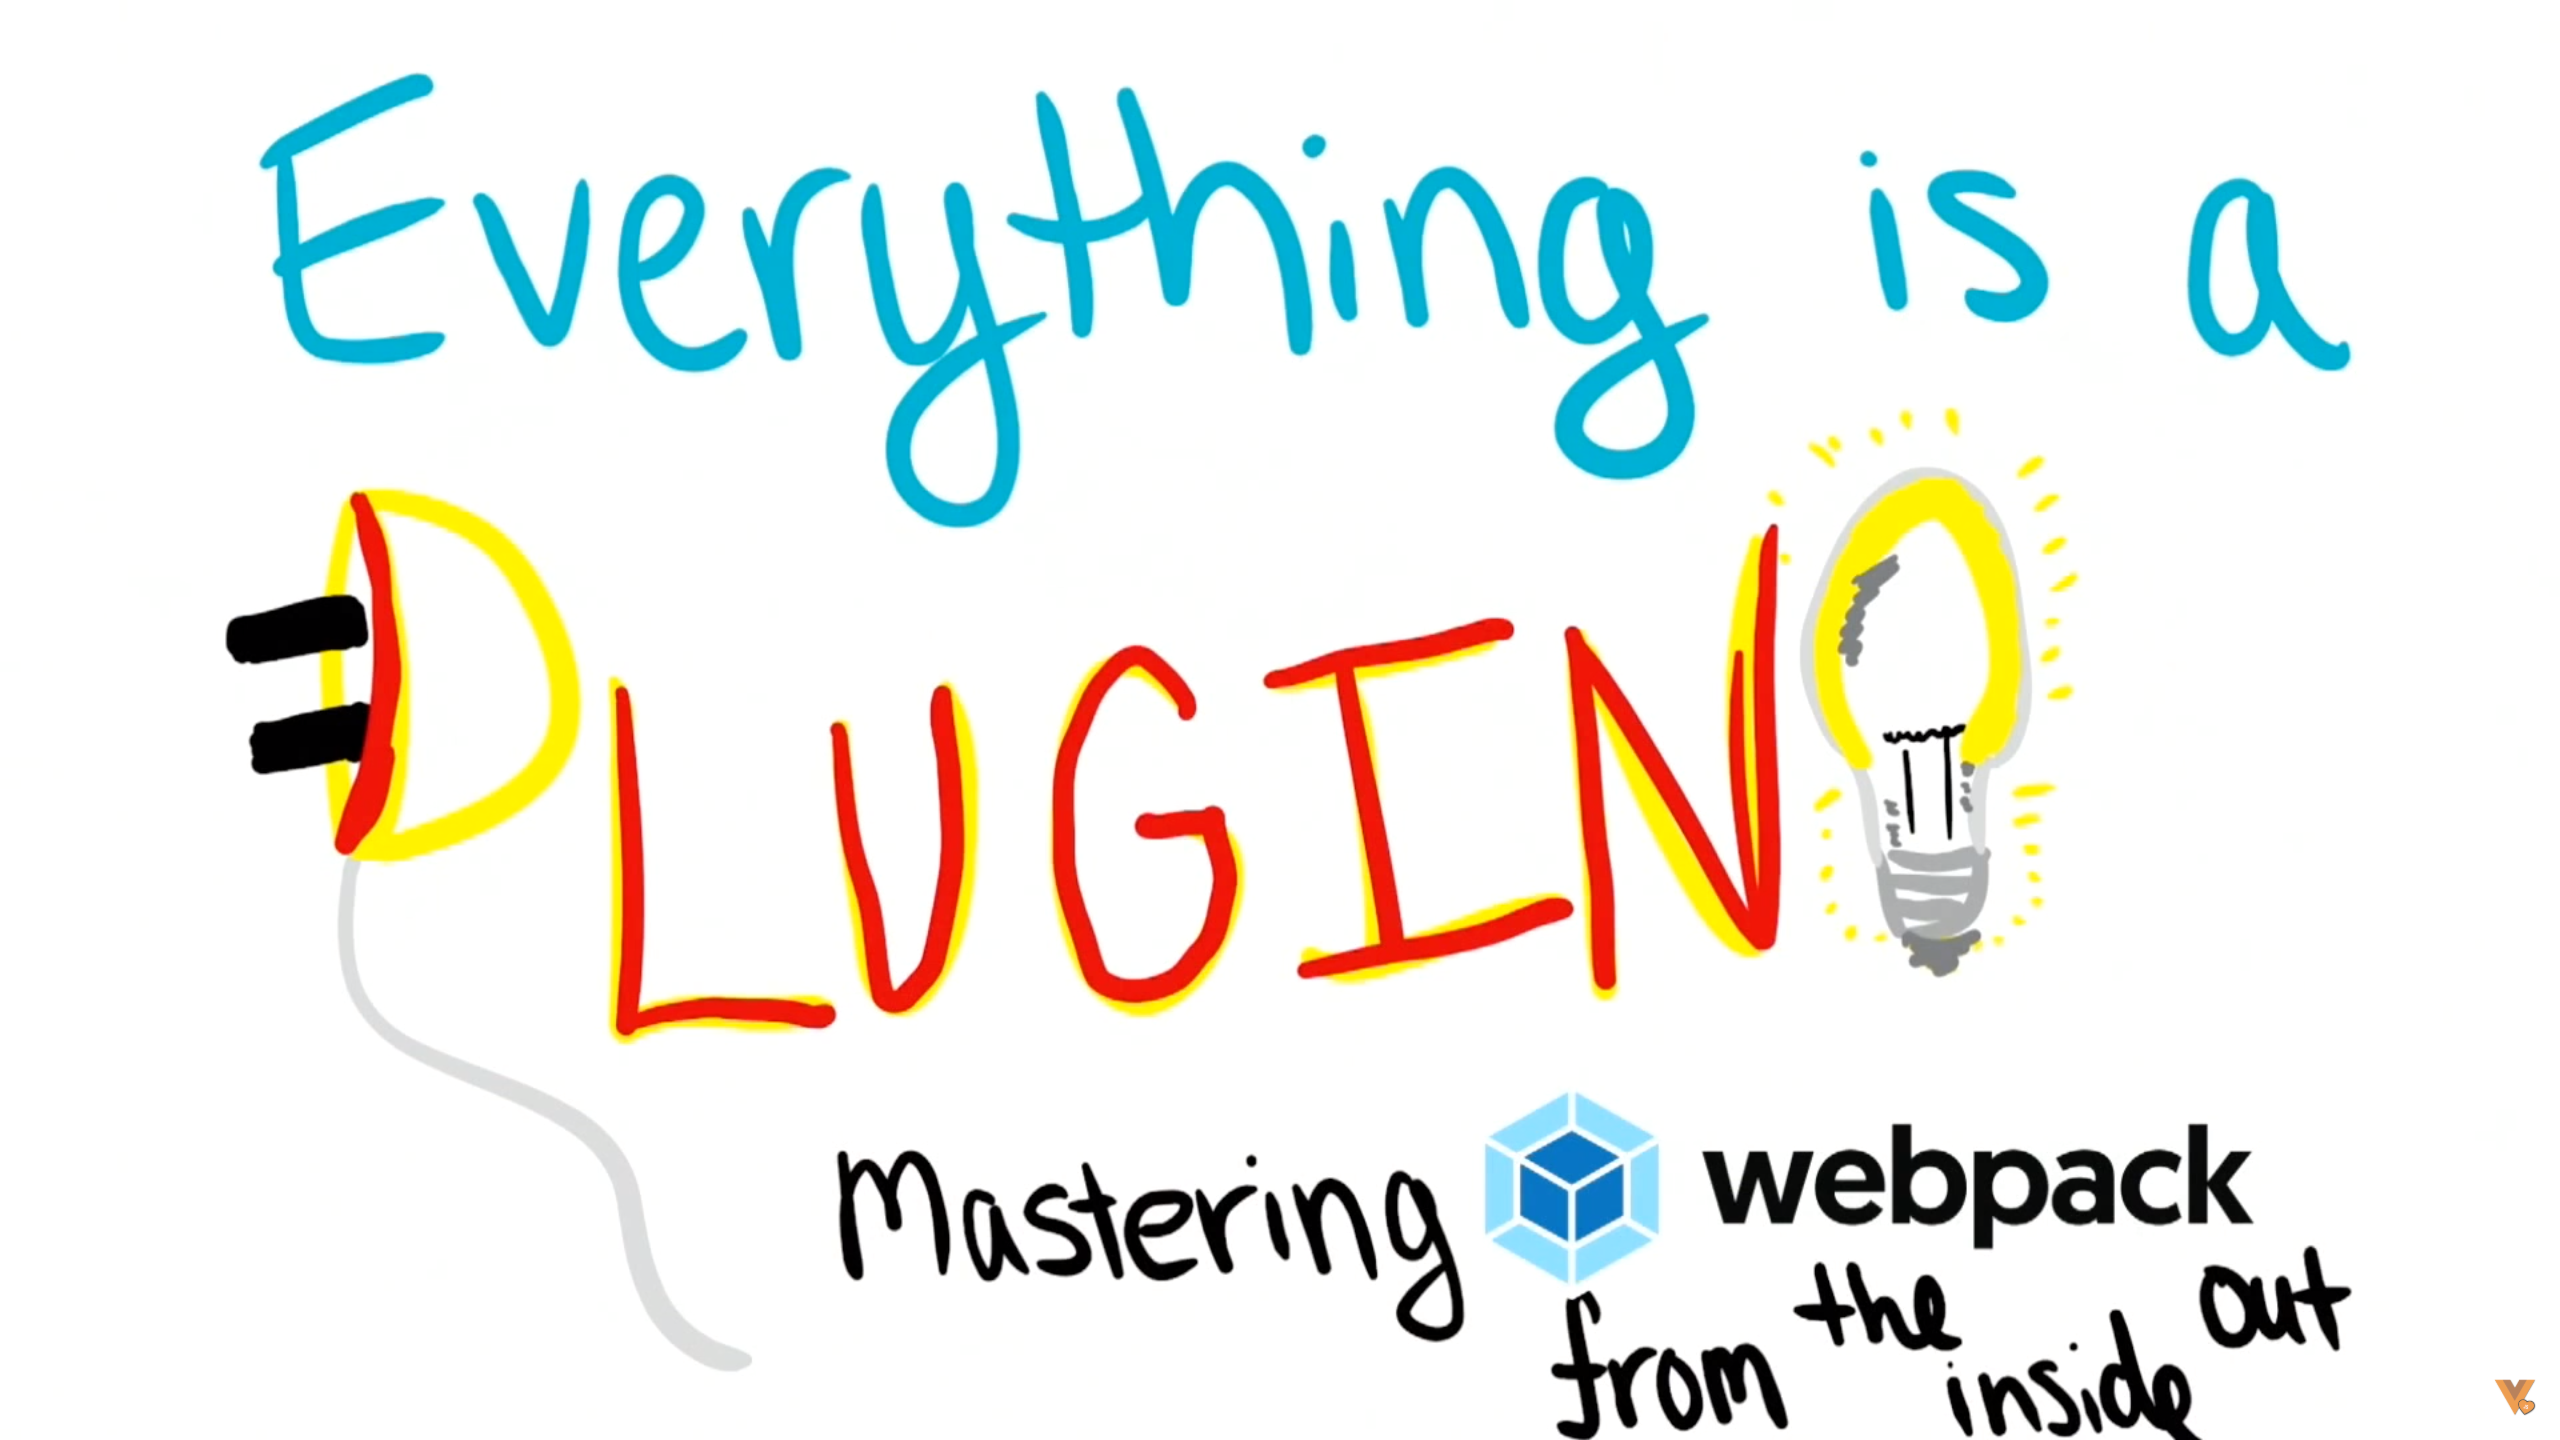 Everything is a
PLUGIN
Mastering webpack
from the inside out